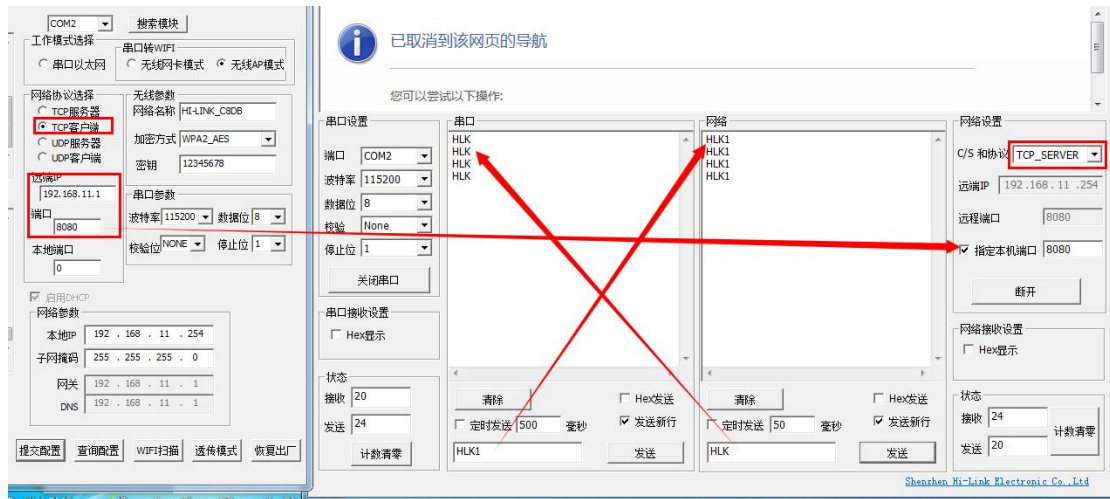 COM2 搜索模块
工作模式选择
串口以太网
串口转WIFI
无线网卡模式 无线AP模式
网络协议选择
TCP服务器
TCP客户端
UDP服务器
UDP客户端
远端IP
192.168.11.1
端口
8080
本地端口
0
无线参数
网络名称 HI-LINK_C8DB
加密方式 WPA2_AES
密钥 12345678
串口参数
波特率 115200 数据位 8
校验位 NONE 停止位 1
启用DHCP
网络参数
本地IP 192 . 168 . 11 . 254
子网掩码 255 . 255 . 255 . 0
网关 192 . 168 . 11 . 1
DNS 192 . 168 . 11 . 1
提交配置 查询配置 WIFI扫描 透传模式 恢复出厂
已取消到该网页的导航
您可以尝试以下操作:
串口设置
端口 COM2
波特率 115200
数据位 8
校验 None
停止位 1
关闭串口
串口接收设置
Hex显示
状态
接收 20
发送 24
计数清零
串口
HLK
HLK
HLK
HLK
清除 Hex发送
定时发送 500 毫秒 发送新行
HLK1 发送
网络
HLK1
HLK1
HLK1
HLK1
清除 Hex发送
定时发送 50 毫秒 发送新行
HLK 发送
网络设置
C/S 和协议 TCP_SERVER
远端IP 192.168. 11 .254
远程端口 8080
指定本机端口 8080
断开
网络接收设置
Hex显示
状态
接收 24
发送 20
计数清零
Shenzhen Hi-Link Electronic Co.,Ltd